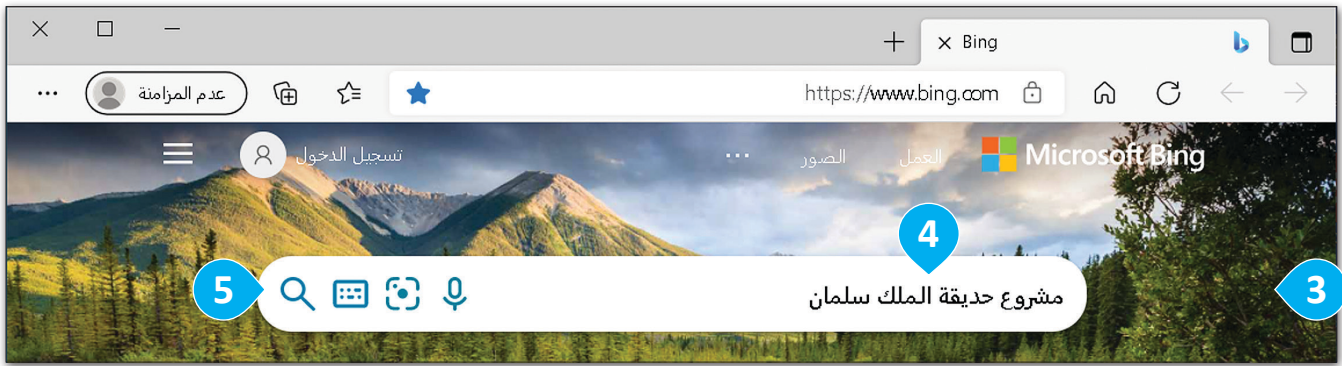 Bing
https://www.bing.com
عدم المزامنة
Microsoft Bing
العمل
الصور
...
تسجيل الدخول
4
3
مشروع حديقة الملك سلمان
5